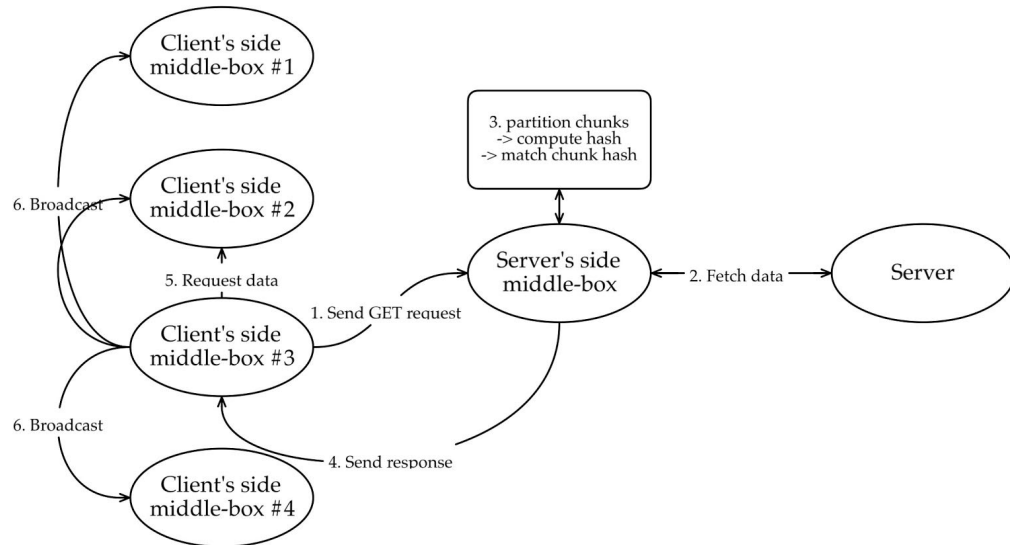 Client's side
middle-box #1
3. partition chunks
-> compute hash
-> match chunk hash
Client's side
middle-box #2
6. Broadcast
Server's side
middle-box
2. Fetch data
Server
5. Request data
1. Send GET request
Client's side
middle-box #3
6. Broadcast
4. Send response
Client's side
middle-box #4